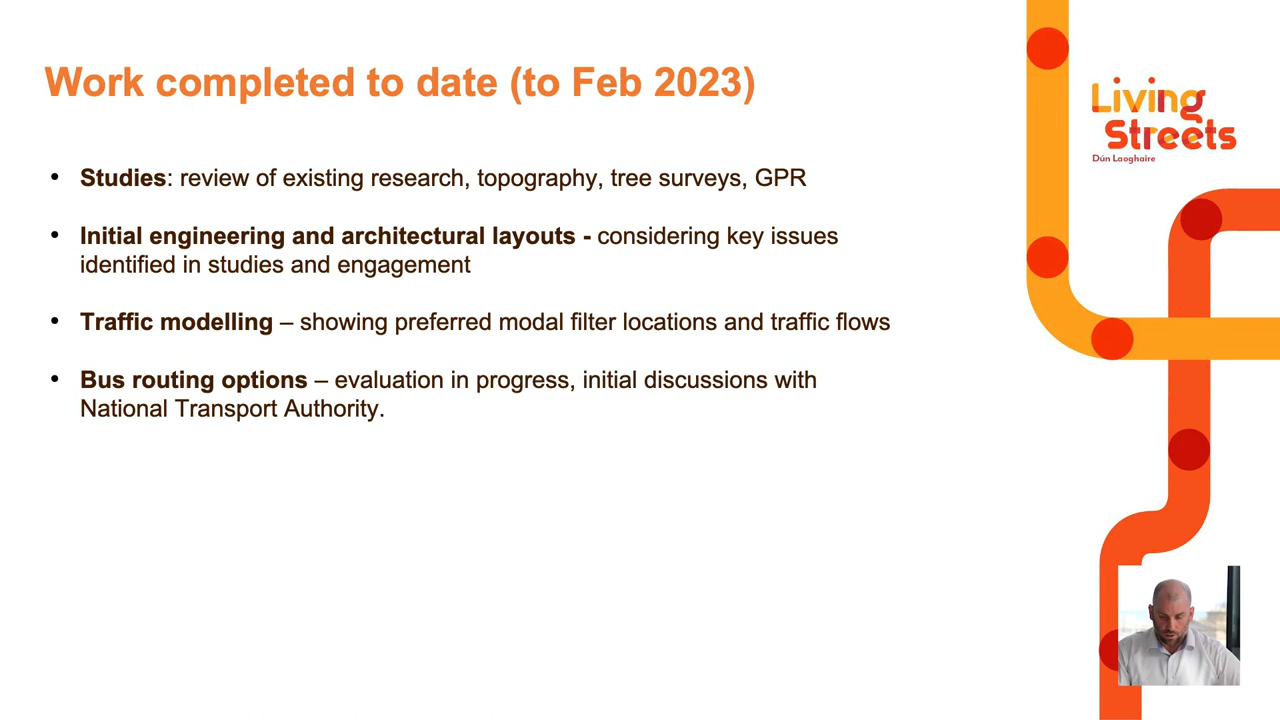 Work completed to date (to Feb 2023)
Living
Streets
Dún Laoghaire
• Studies: review of existing research, topography, tree surveys, GPR
• Initial engineering and architectural layouts - considering key issues
identified in studies and engagement
• Traffic modelling – showing preferred modal filter locations and traffic flows
• Bus routing options – evaluation in progress, initial discussions with
National Transport Authority.